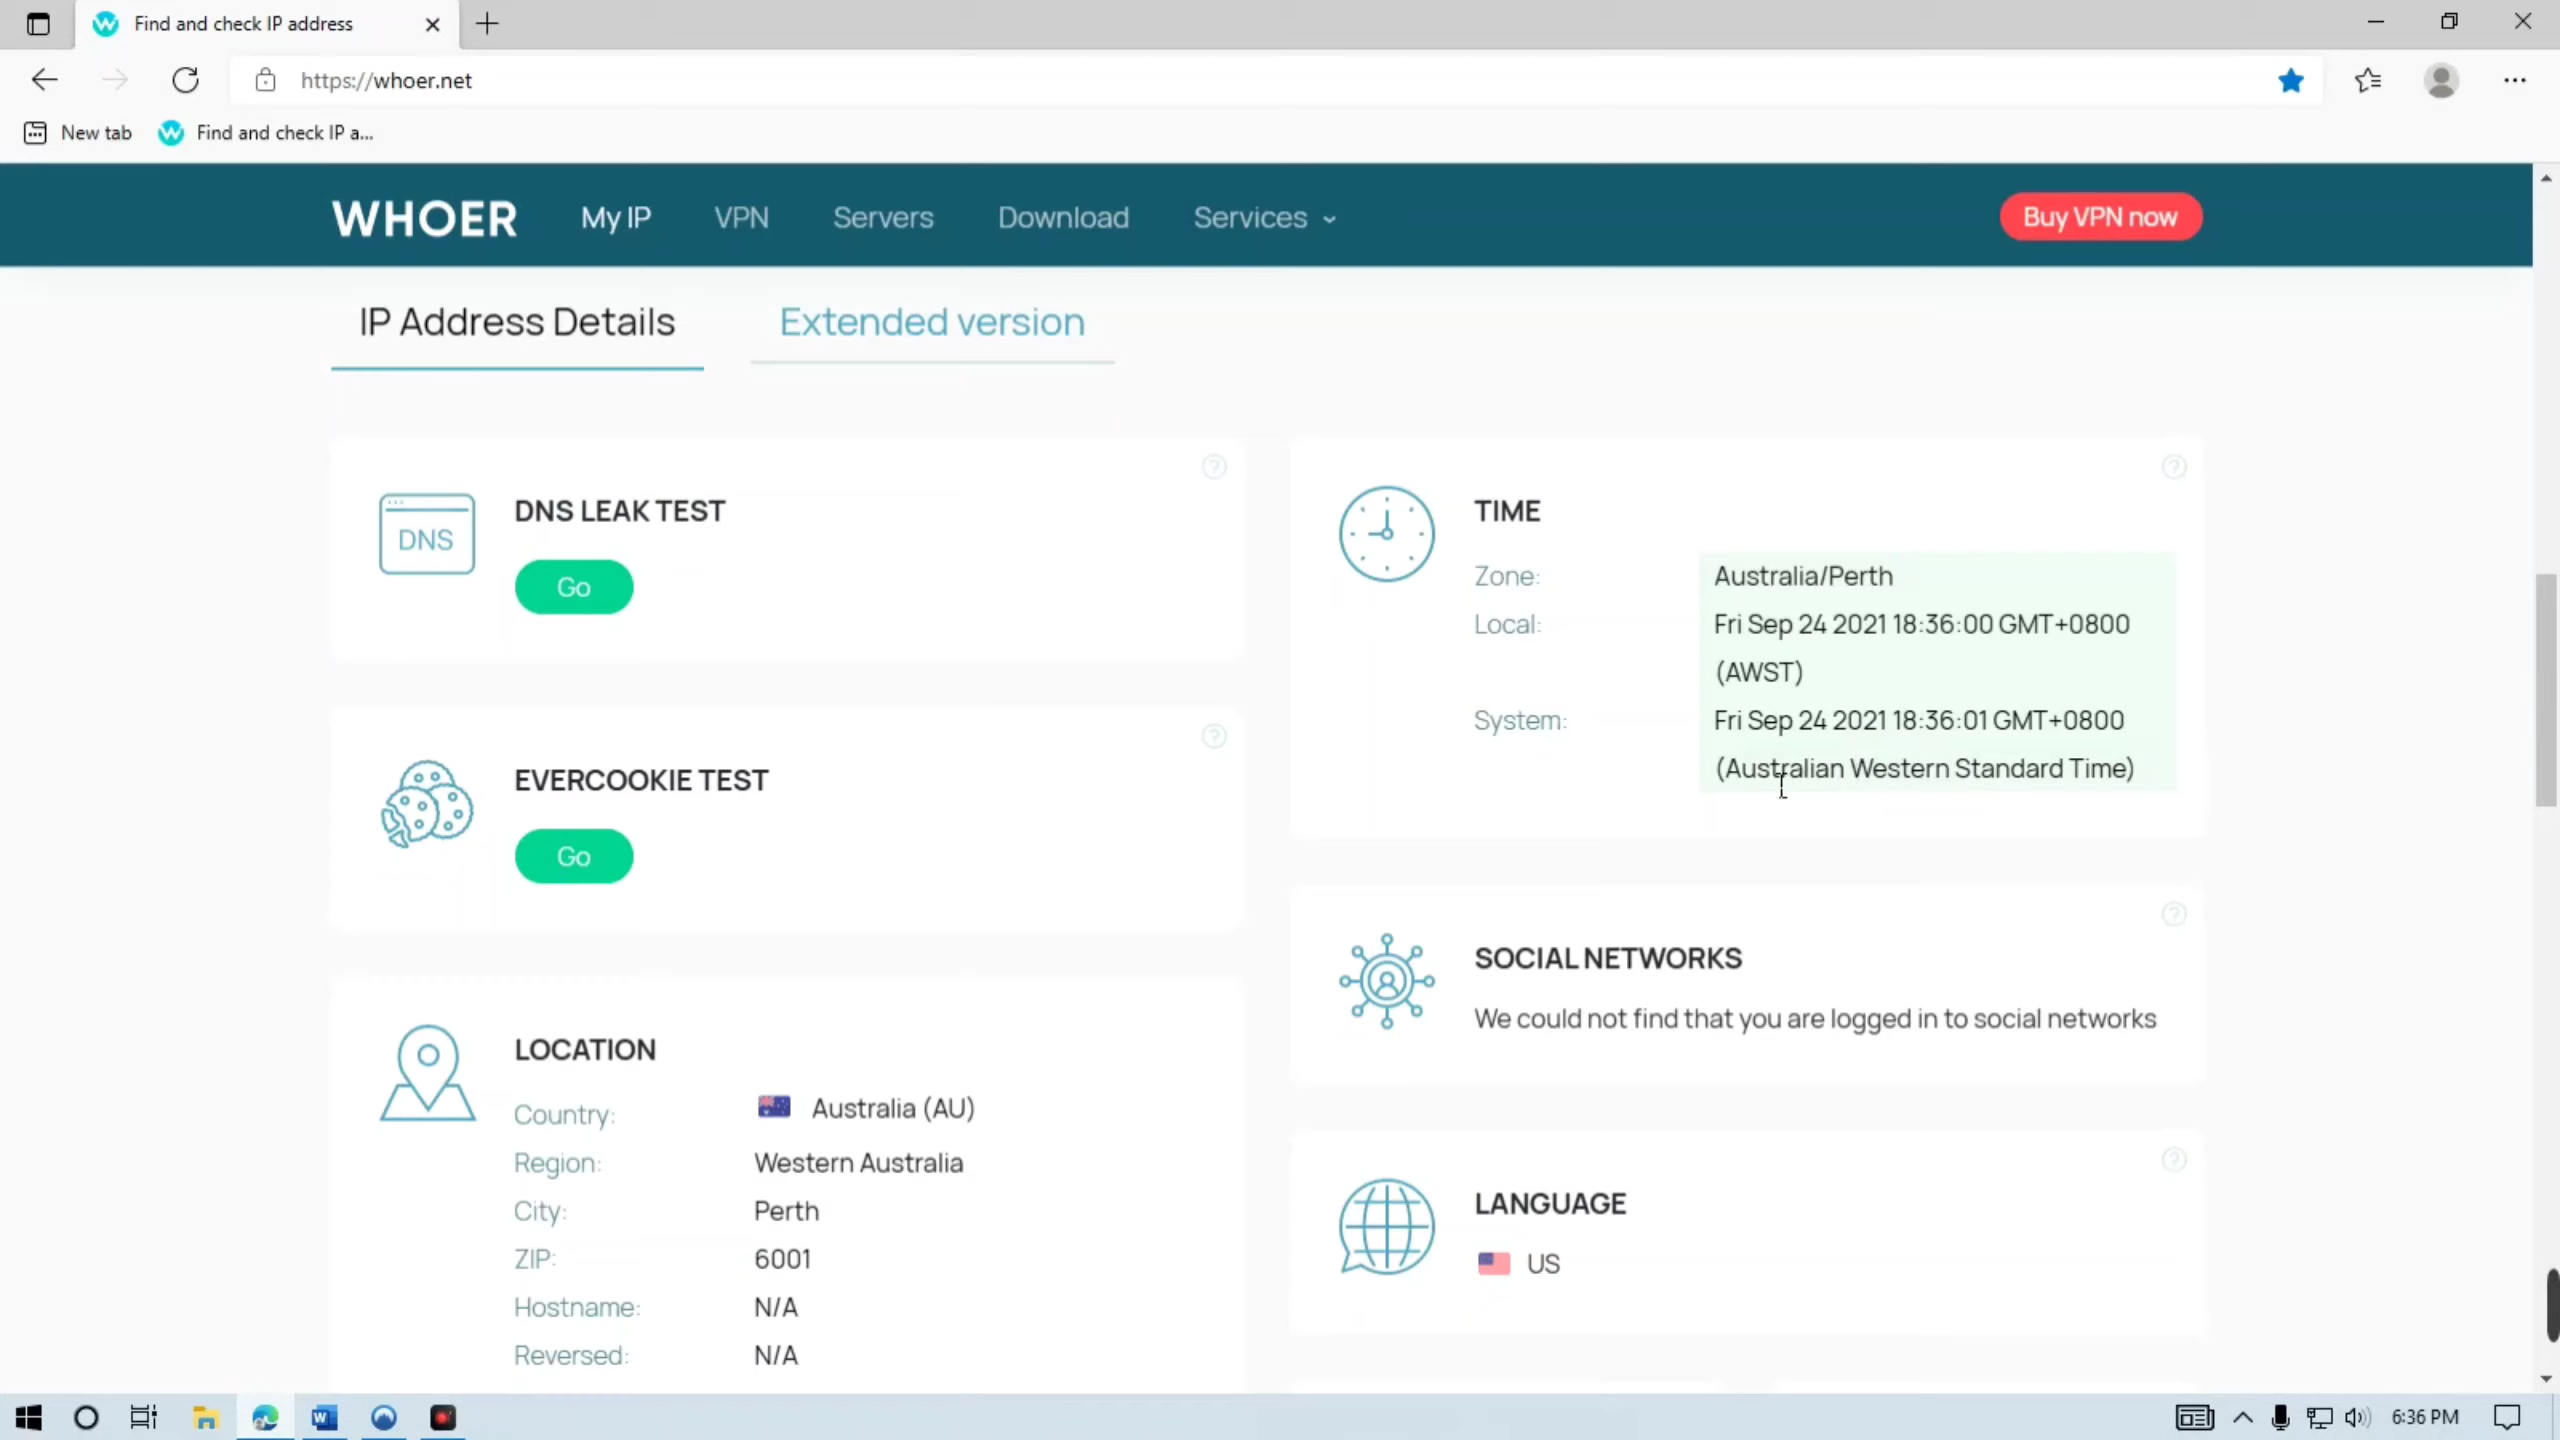 Find and check IP address
https://whoer.net
New tab
Find and check IP a...
WHOER
My IP
VPN
Servers
Download
Services
Buy VPN now
IP Address Details
Extended version
DNS
DNS LEAK TEST
Go
EVERCOOKIE TEST
Go
LOCATION
Country: Australia (AU)
Region: Western Australia
City: Perth
ZIP: 6001
Hostname: N/A
Reversed: N/A
TIME
Zone: Australia/Perth
Local: Fri Sep 24 2021 18:36:00 GMT+0800
(AWST)
System: Fri Sep 24 2021 18:36:01 GMT+0800
(Australian Western Standard Time)
SOCIAL NETWORKS
We could not find that you are logged in to social networks
LANGUAGE
US
6:36 PM